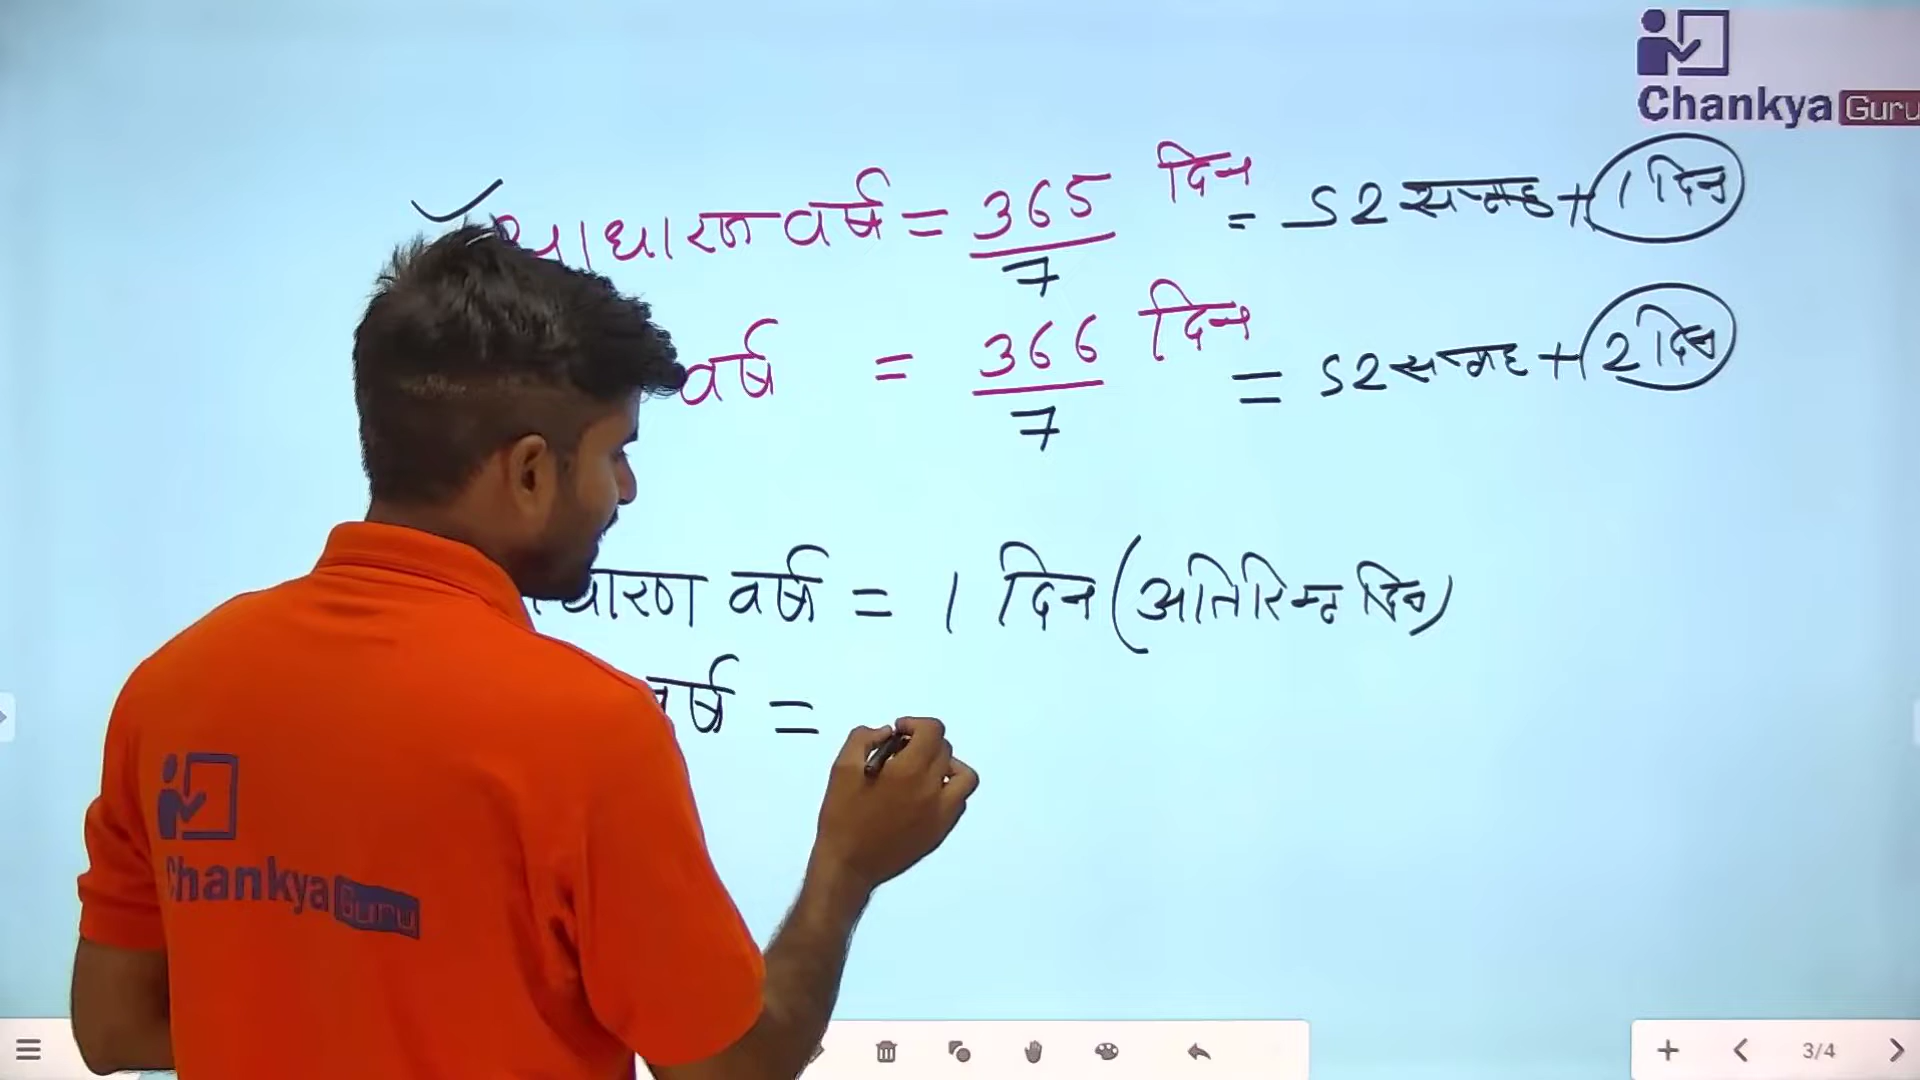 Chankya Guru
साधारण वर्ष = 365/7 दिन = 52 सप्ताह + 1 दिन
वर्ष = 366/7 दिन = 52 सप्ताह + 2 दिन
धारण वर्ष = 1 दिन (अतिरिक्त दिन)
वर्ष =
Chankya Guru
3/4